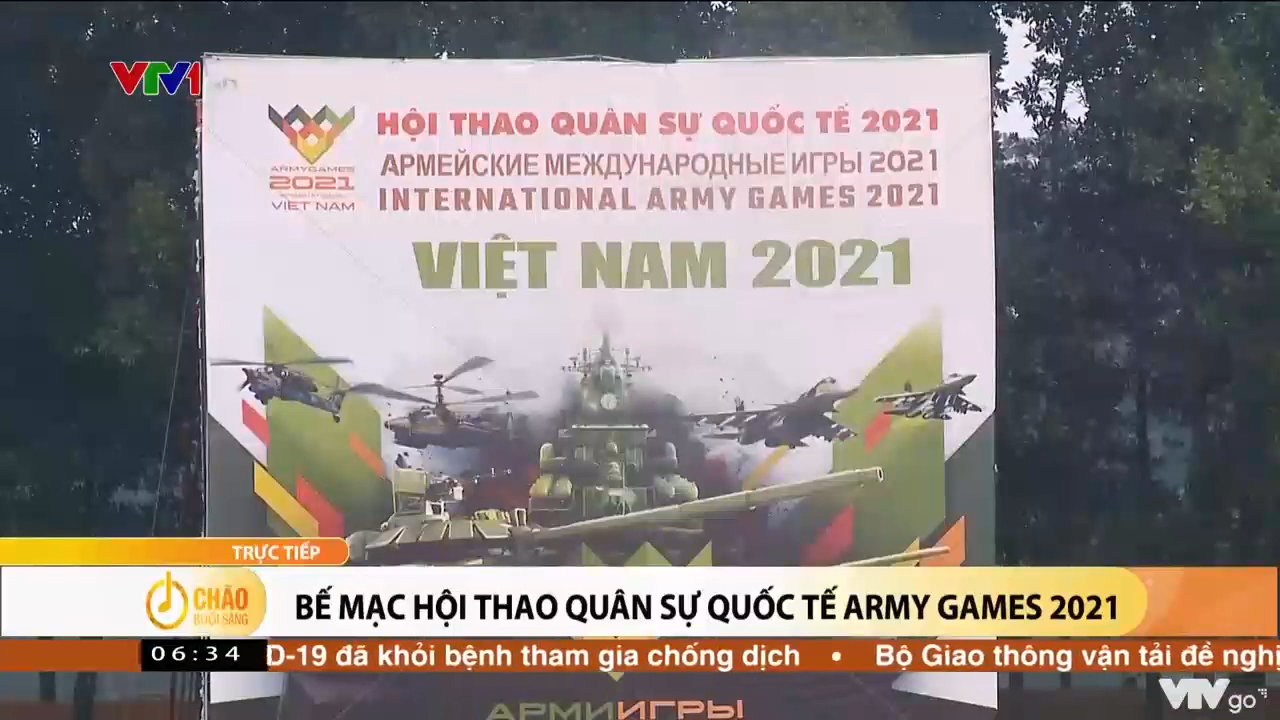 VTV1
HỘI THAO QUÂN SỰ QUỐC TẾ 2021
АРМЕЙСКИЕ МЕЖДУНАРОДНЫЕ ИГРЫ 2021
INTERNATIONAL ARMY GAMES 2021
ARMYGAMES
2021
VIỆT NAM
VIỆT NAM 2021
TRỰC TIẾP
CHÀO
BUỔI SÁNG
BẾ MẠC HỘI THAO QUÂN SỰ QUỐC TẾ ARMY GAMES 2021
06:34
D-19 đã khỏi bệnh tham gia chống dịch • Bộ Giao thông vận tải đề nghị
АРМИИГРЫ
VTV go